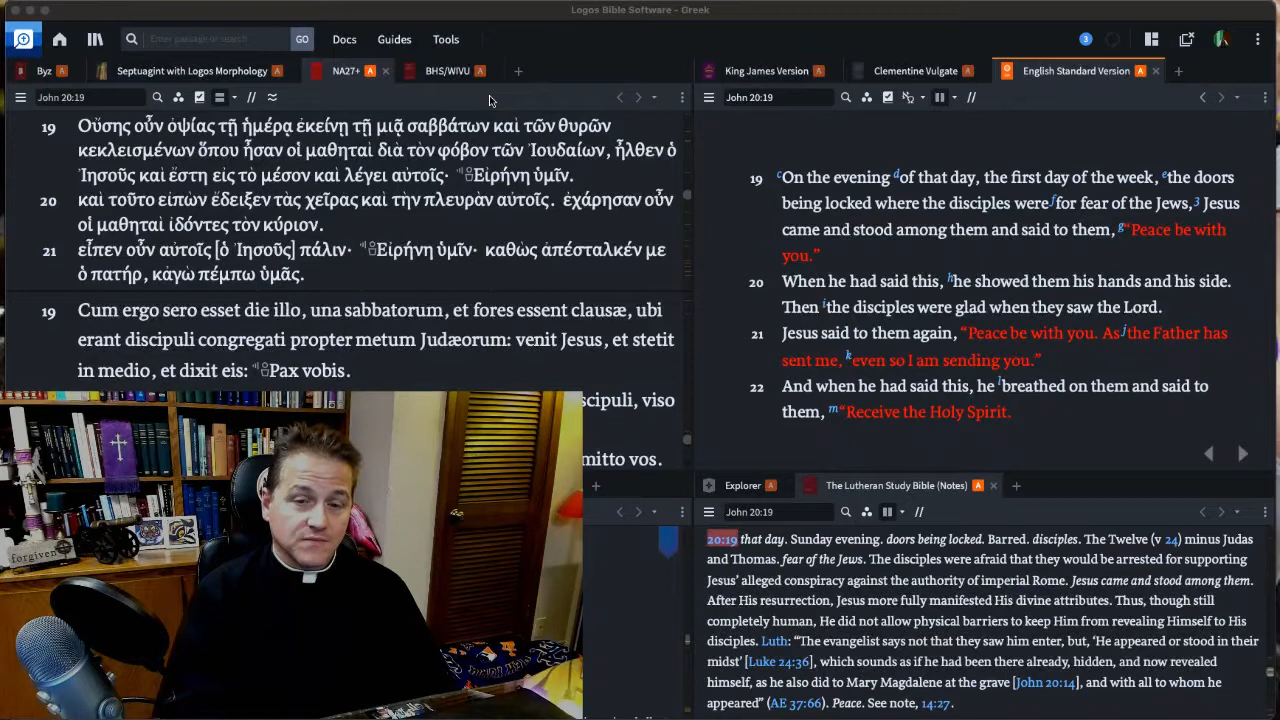 Logos Bible Software - Greek
Enter passage or search
GO
Docs
Guides
Tools
3
Byz A
Septuagint with Logos Morphology A
NA27+ A
BHS/WIVU A
John 20:19
19 Οὔσης οὖν ὀψίας τῇ ἡμέρᾳ ἐκείνῃ τῇ μιᾷ σαββάτων καὶ τῶν θυρῶν
κεκλεισμένων ὅπου ἦσαν οἱ μαθηταὶ διὰ τὸν φόβον τῶν Ἰουδαίων, ἦλθεν ὁ
Ἰησοῦς καὶ ἔστη εἰς τὸ μέσον καὶ λέγει αὐτοῖς· Εἰρήνη ὑμῖν.
20 καὶ τοῦτο εἰπὼν ἔδειξεν τὰς χεῖρας καὶ τὴν πλευρὰν αὐτοῖς. ἐχάρησαν οὖν
οἱ μαθηταὶ ἰδόντες τὸν κύριον.
21 εἶπεν οὖν αὐτοῖς [ὁ Ἰησοῦς] πάλιν· Εἰρήνη ὑμῖν· καθὼς ἀπέσταλκέν με
ὁ πατήρ, κἀγὼ πέμπω ὑμᾶς.
19 Cum ergo sero esset die illo, una sabbatorum, et fores essent clausæ, ubi
erant discipuli congregati propter metum Judæorum: venit Jesus, et stetit
in medio, et dixit eis: Pax vobis.
scipuli, viso
mitto vos.
forgiven
King James Version A
Clementine Vulgate A
English Standard Version A
John 20:19
19 cOn the evening dof that day, the first day of the week, ethe doors
being locked where the disciples were ffor fear of the Jews,3 Jesus
came and stood among them and said to them, g“Peace be with
you.”
20 When he had said this, hhe showed them his hands and his side.
Then ithe disciples were glad when they saw the Lord.
21 Jesus said to them again, “Peace be with you. As jthe Father has
sent me, keven so I am sending you.”
22 And when he had said this, he lbreathed on them and said to
them, m“Receive the Holy Spirit.
Explorer A
The Lutheran Study Bible (Notes) A
John 20:19
20:19 that day. Sunday evening. doors being locked. Barred. disciples. The Twelve (v 24) minus Judas
and Thomas. fear of the Jews. The disciples were afraid that they would be arrested for supporting
Jesus’ alleged conspiracy against the authority of imperial Rome. Jesus came and stood among them.
After His resurrection, Jesus more fully manifested His divine attributes. Thus, though still
completely human, He did not allow physical barriers to keep Him from revealing Himself to His
disciples. Luth: “The evangelist says not that they saw him enter, but, ‘He appeared or stood in their
midst’ [Luke 24:36], which sounds as if he had been there already, hidden, and now revealed
himself, as he also did to Mary Magdalene at the grave [John 20:14], and with all to whom he
appeared” (AE 37:66). Peace. See note, 14:27.